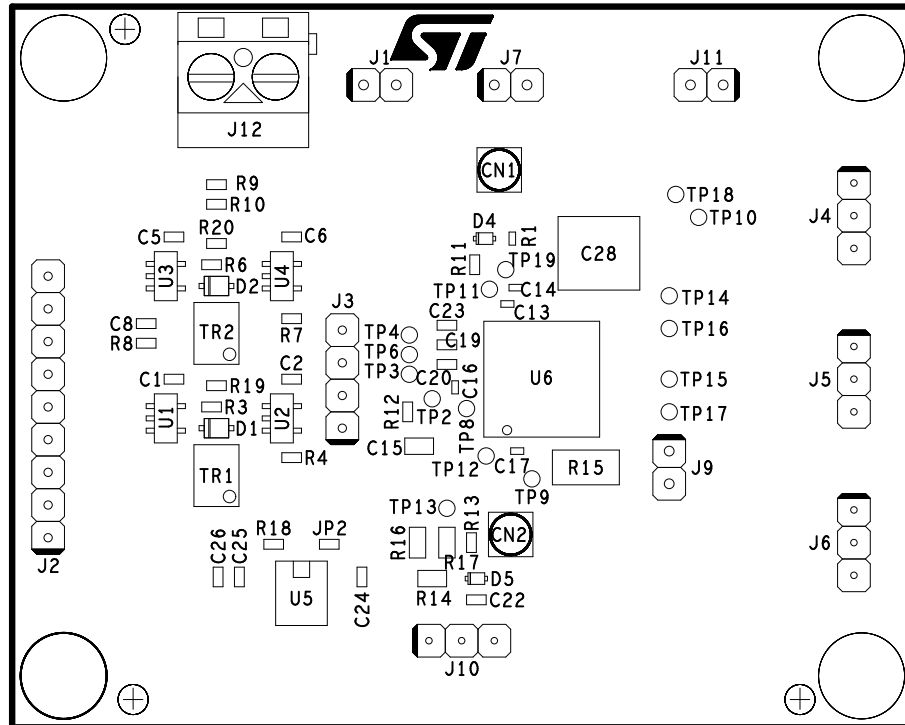 ST
J1
J7
J11
J12
CN1
R9
R10
TP18
TP10
J4
C5
R20
C6
D4
R1
C28
U3
R6
U4
R11
TP19
D2
TP11
C14
TP14
J3
C13
C8
TR2
R7
TP4
C23
TP16
R8
TP6
C19
C1
R19
C2
TP3
C20
C16
U6
TP15
J5
U1
R3
U2
R12
TP2
TP8
TP17
D1
C15
R4
TP12
C17
R15
J9
TR1
TP9
TP13
R13
C26
C25
R18
JP2
R16
R17
CN2
J6
J2
U5
C24
R14
D5
C22
J10